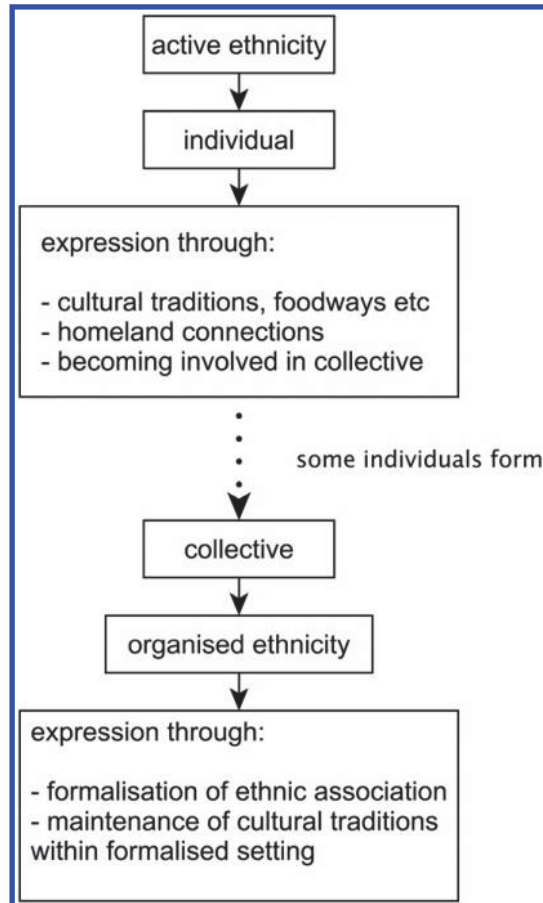 active ethnicity
individual
expression through:
- cultural traditions, foodways etc
- homeland connections
- becoming involved in collective
some individuals form
collective
organised ethnicity
expression through:
- formalisation of ethnic association
- maintenance of cultural traditions
within formalised setting